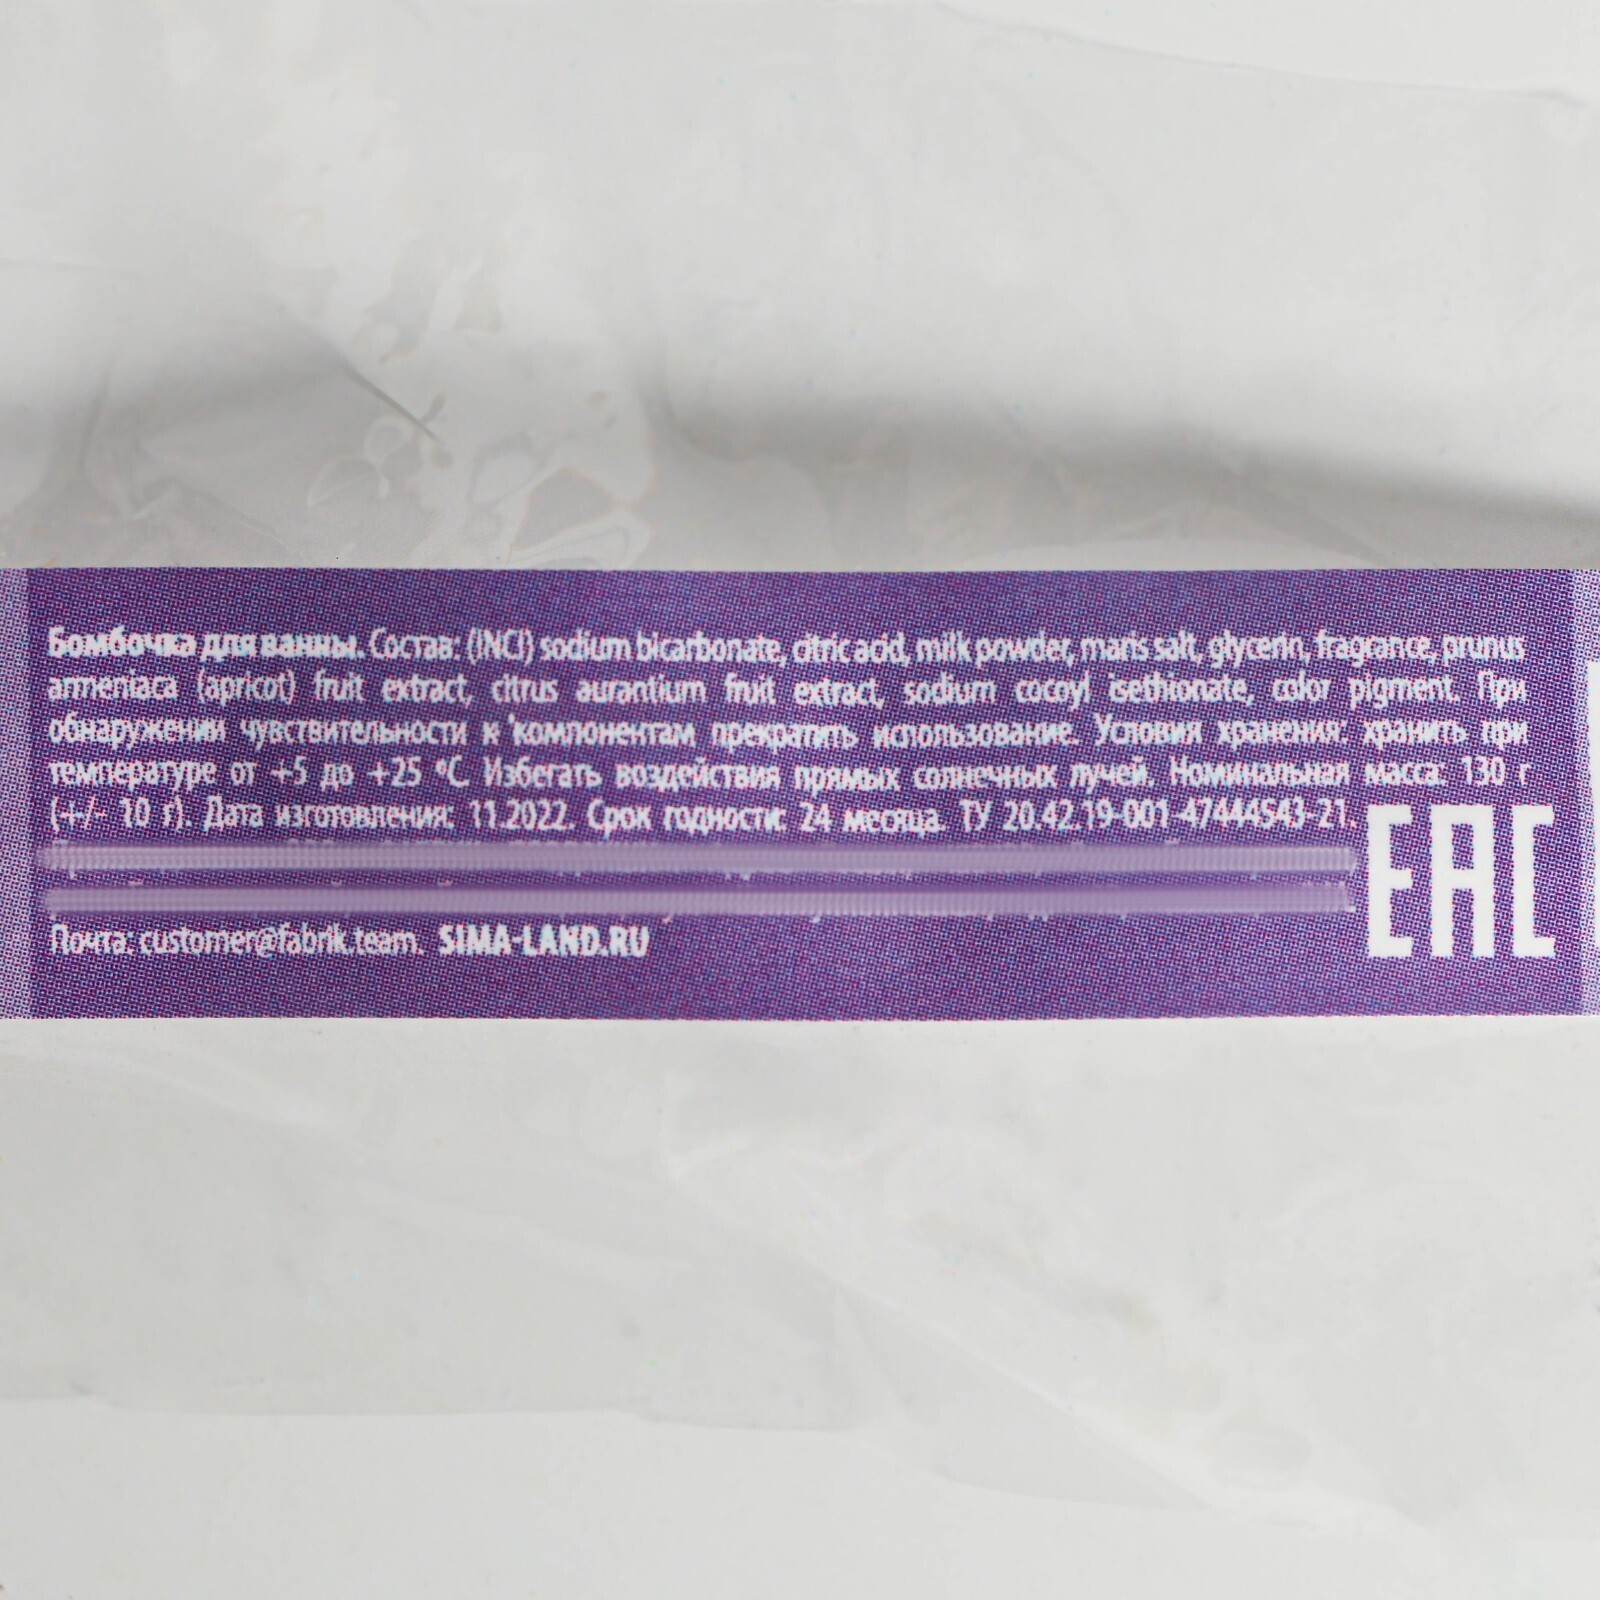 Бомбочка для ванны. Состав: (INCI) sodium bicarbonate, citric acid, milk powder, maris salt, glycerin, fragrance, prunus
armeniaca (apricot) fruit extract, citrus aurantium fruit extract, sodium cocoyl isethionate, color pigment. При
обнаружении чувствительности к компонентам прекратить использование. Условия хранения: хранить при
температуре от +5 до +25 °C. Избегать воздействия прямых солнечных лучей. Номинальная масса: 130 г
(+/- 10 г). Дата изготовления: 11.2022. Срок годности: 24 месяца. ТУ 20.42.19-001-47444543-21.
Почта: customer@fabrik.team. SIMA-LAND.RU
EAC